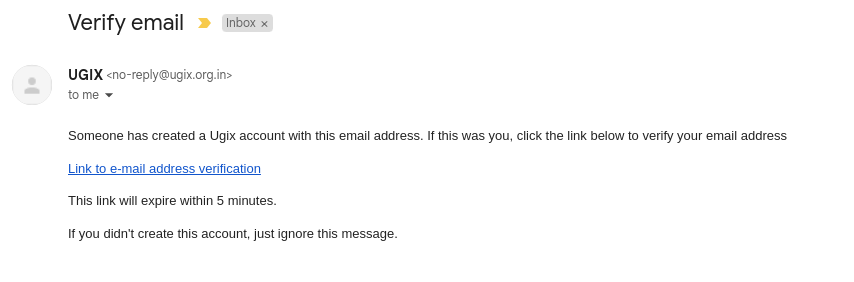 Verify email Inbox ×
UGIX <no-reply@ugix.org.in>
to me
Someone has created a Ugix account with this email address. If this was you, click the link below to verify your email address
Link to e-mail address verification
This link will expire within 5 minutes.
If you didn't create this account, just ignore this message.